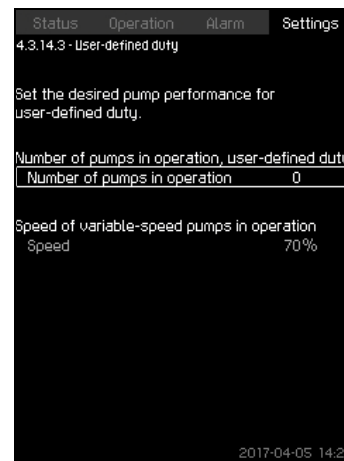 Status Operation Alarm Settings
4.3.14.3 - User-defined duty
Set the desired pump performance for
user-defined duty.
Number of pumps in operation, user-defined duty
Number of pumps in operation 0
Speed of variable-speed pumps in operation
Speed 70%
2017-04-05 14:2